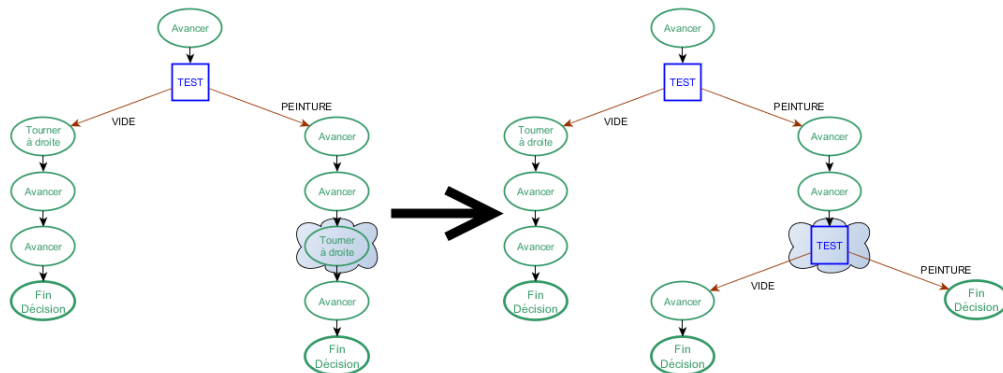 Avancer
TEST
VIDE
PEINTURE
Tourner
à droite
Avancer
Avancer
Fin
Décision
Avancer
Avancer
Tourner
à droite
Avancer
Fin
Décision
Avancer
TEST
VIDE
PEINTURE
Tourner
à droite
Avancer
Avancer
Fin
Décision
Avancer
Avancer
TEST
VIDE
PEINTURE
Avancer
Fin
Décision
Fin
Décision